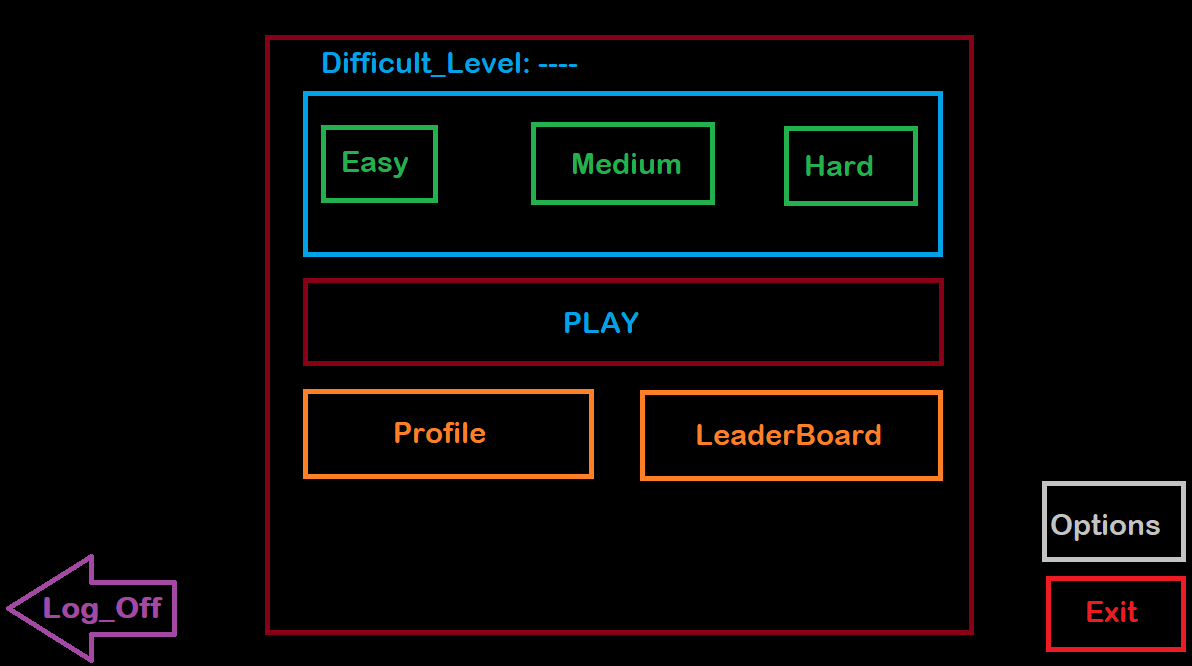 Difficult_Level: ----
Easy Medium Hard
PLAY
Profile LeaderBoard
Options
Log_Off Exit